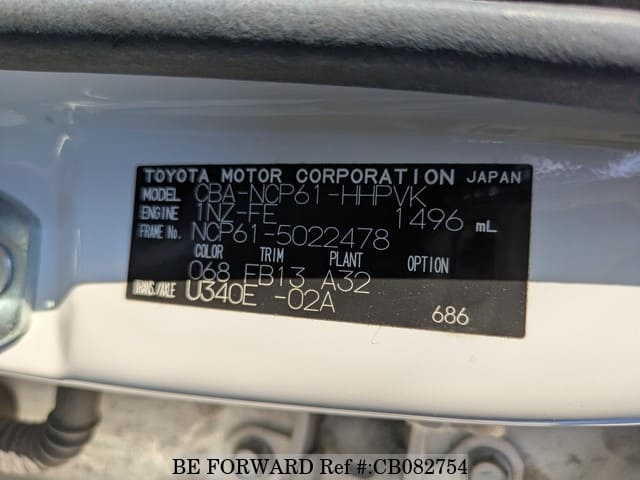 TOYOTA MOTOR CORPORATION JAPAN
MODEL CBA-NCP61-HHPVK
ENGINE 1NZ-FE 1496 mL
FRAME No. NCP61-5022478
COLOR TRIM PLANT OPTION
068 FB13 A32
TRANS/AXLE U340E -02A
686
BE FORWARD Ref #:CB082754